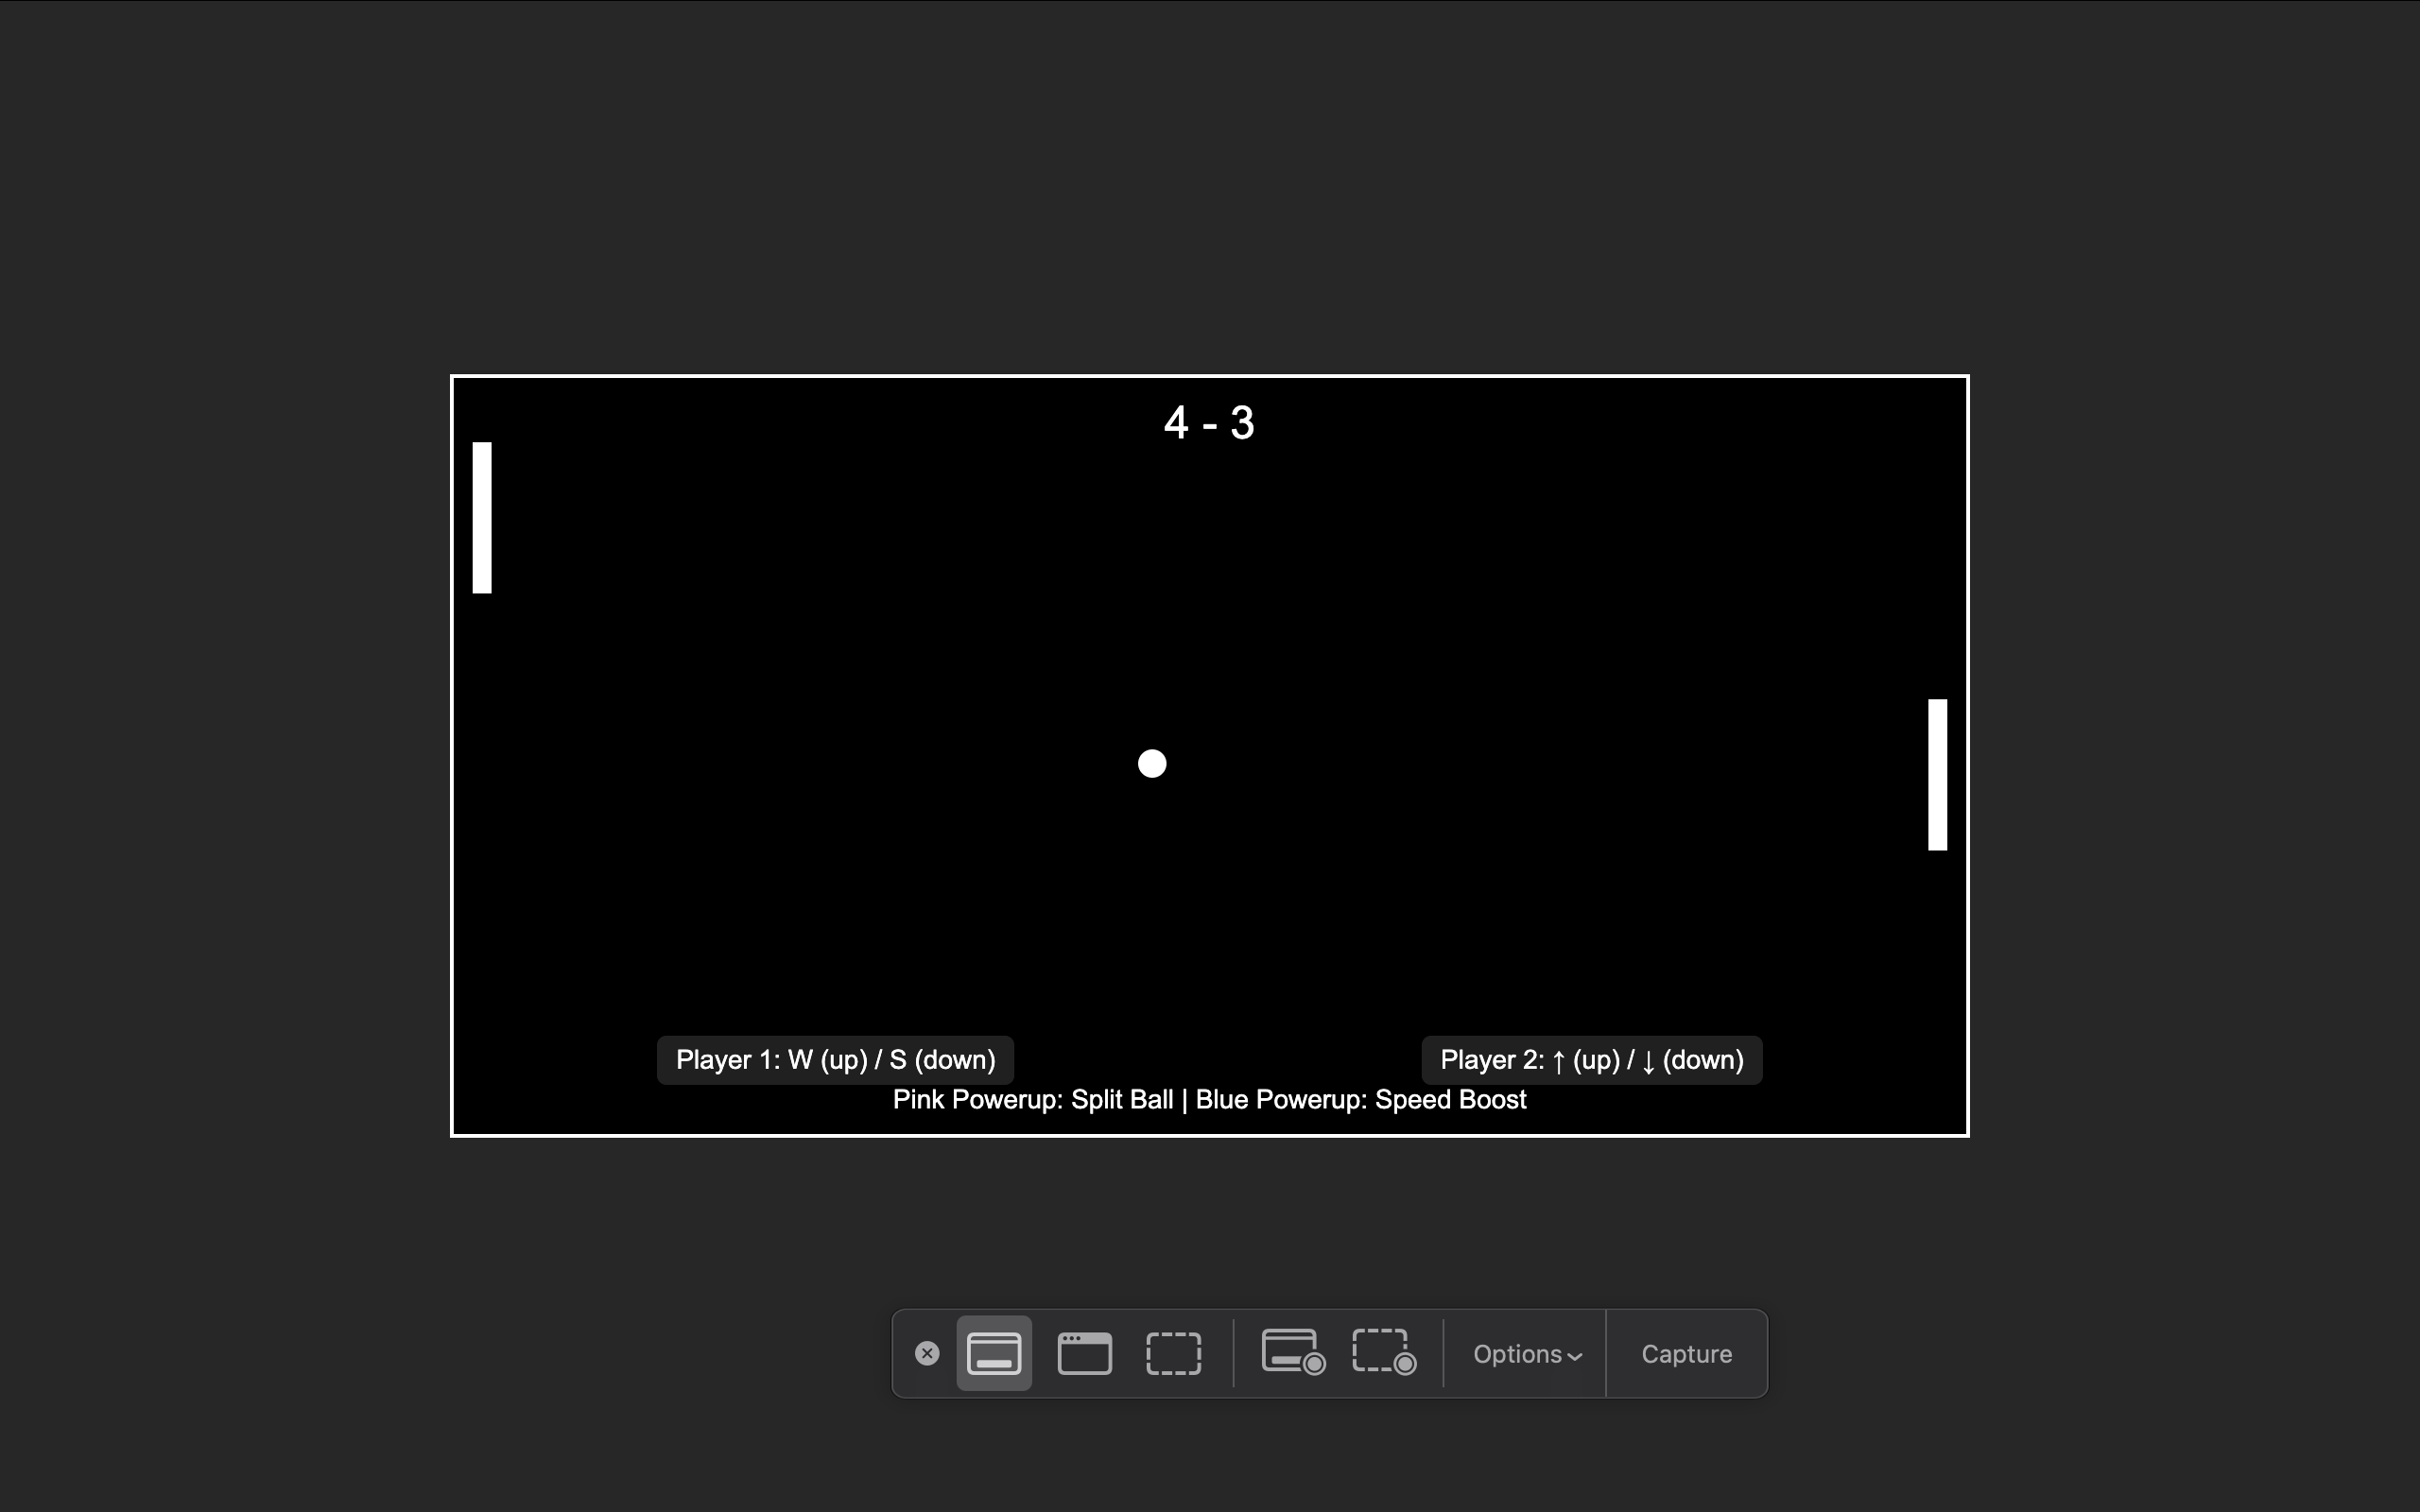 4 - 3
Player 1: W (up) / S (down)
Player 2: ↑ (up) / ↓ (down)
Pink Powerup: Split Ball | Blue Powerup: Speed Boost
Options
Capture